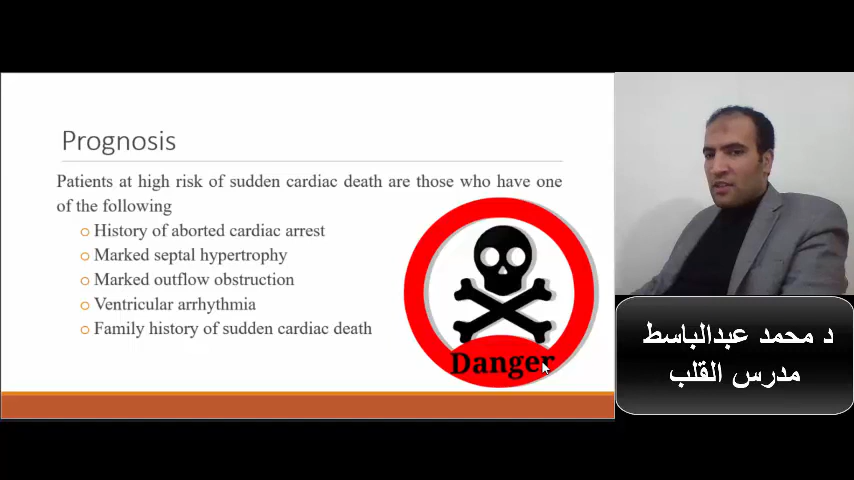 Prognosis
Patients at high risk of sudden cardiac death are those who have one
of the following
○ History of aborted cardiac arrest
○ Marked septal hypertrophy
○ Marked outflow obstruction
○ Ventricular arrhythmia
○ Family history of sudden cardiac death
Danger
د محمد عبدالباسط
مدرس القلب